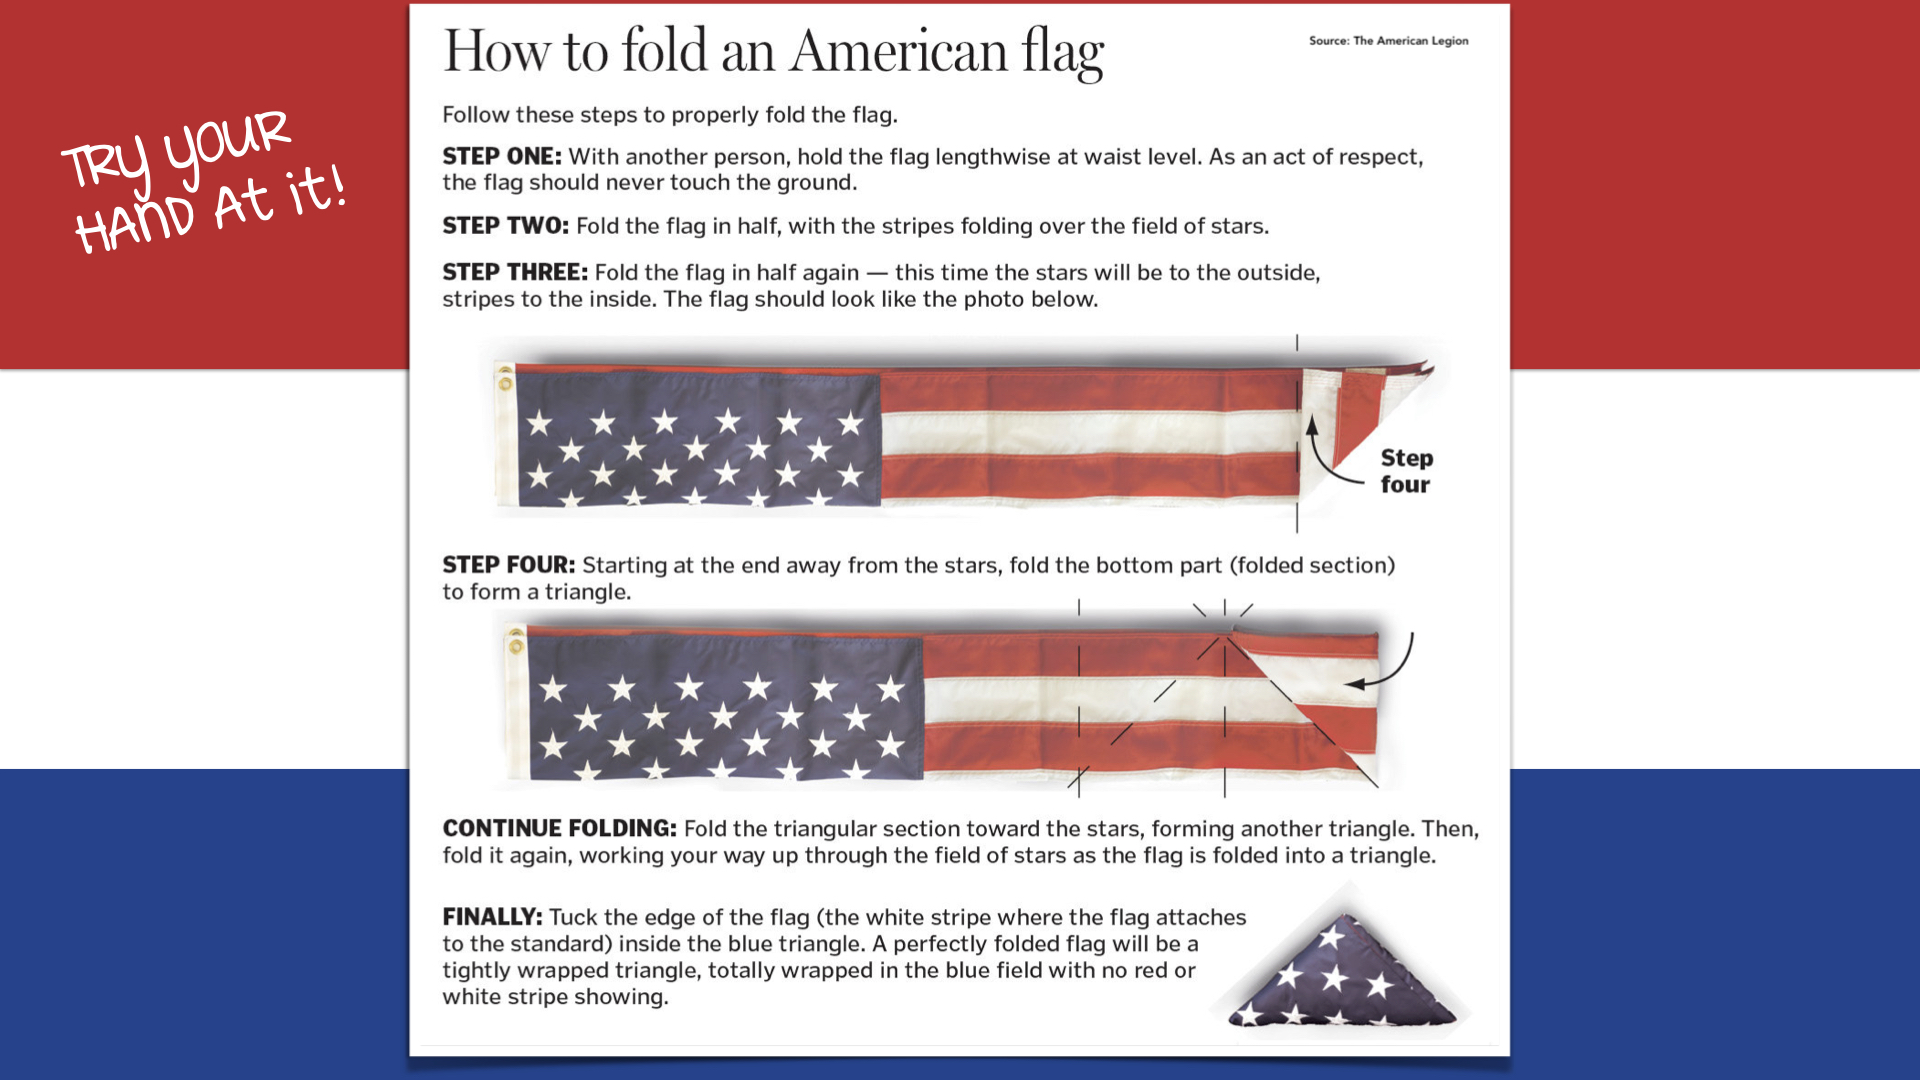 TRY YOUR
HAND At it!
How to fold an American flag
Source: The American Legion
Follow these steps to properly fold the flag.
STEP ONE: With another person, hold the flag lengthwise at waist level. As an act of respect,
the flag should never touch the ground.
STEP TWO: Fold the flag in half, with the stripes folding over the field of stars.
STEP THREE: Fold the flag in half again — this time the stars will be to the outside,
stripes to the inside. The flag should look like the photo below.
Step
four
STEP FOUR: Starting at the end away from the stars, fold the bottom part (folded section)
to form a triangle.
CONTINUE FOLDING: Fold the triangular section toward the stars, forming another triangle. Then,
fold it again, working your way up through the field of stars as the flag is folded into a triangle.
FINALLY: Tuck the edge of the flag (the white stripe where the flag attaches
to the standard) inside the blue triangle. A perfectly folded flag will be a
tightly wrapped triangle, totally wrapped in the blue field with no red or
white stripe showing.